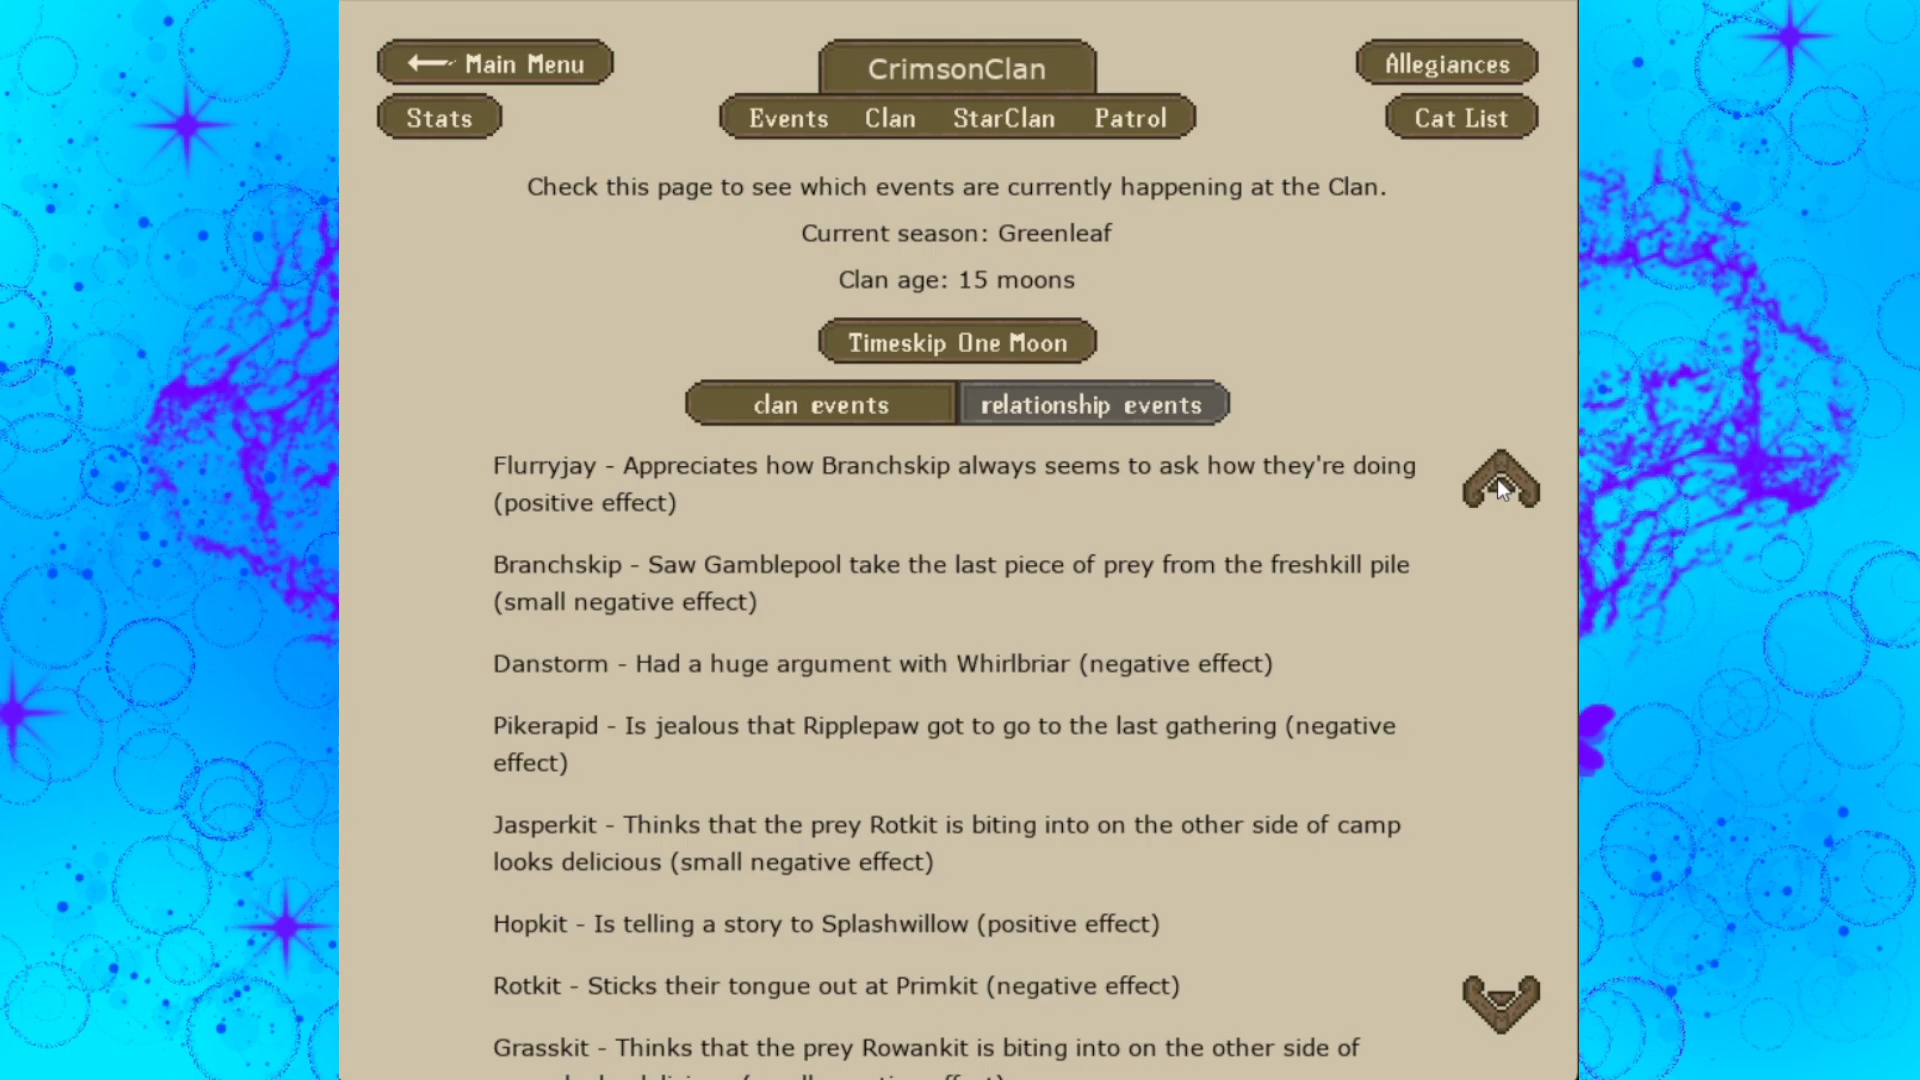 Main Menu
CrimsonClan
Allegiances
Stats
Events Clan StarClan Patrol
Cat List
Check this page to see which events are currently happening at the Clan.
Current season: Greenleaf
Clan age: 15 moons
Timeskip One Moon
clan events relationship events
Flurryjay - Appreciates how Branchskip always seems to ask how they're doing
(positive effect)
Branchskip - Saw Gamblepool take the last piece of prey from the freshkill pile
(small negative effect)
Danstorm - Had a huge argument with Whirlbriar (negative effect)
Pikerapid - Is jealous that Ripplepaw got to go to the last gathering (negative
effect)
Jasperkit - Thinks that the prey Rotkit is biting into on the other side of camp
looks delicious (small negative effect)
Hopkit - Is telling a story to Splashwillow (positive effect)
Rotkit - Sticks their tongue out at Primkit (negative effect)
Grasskit - Thinks that the prey Rowankit is biting into on the other side of